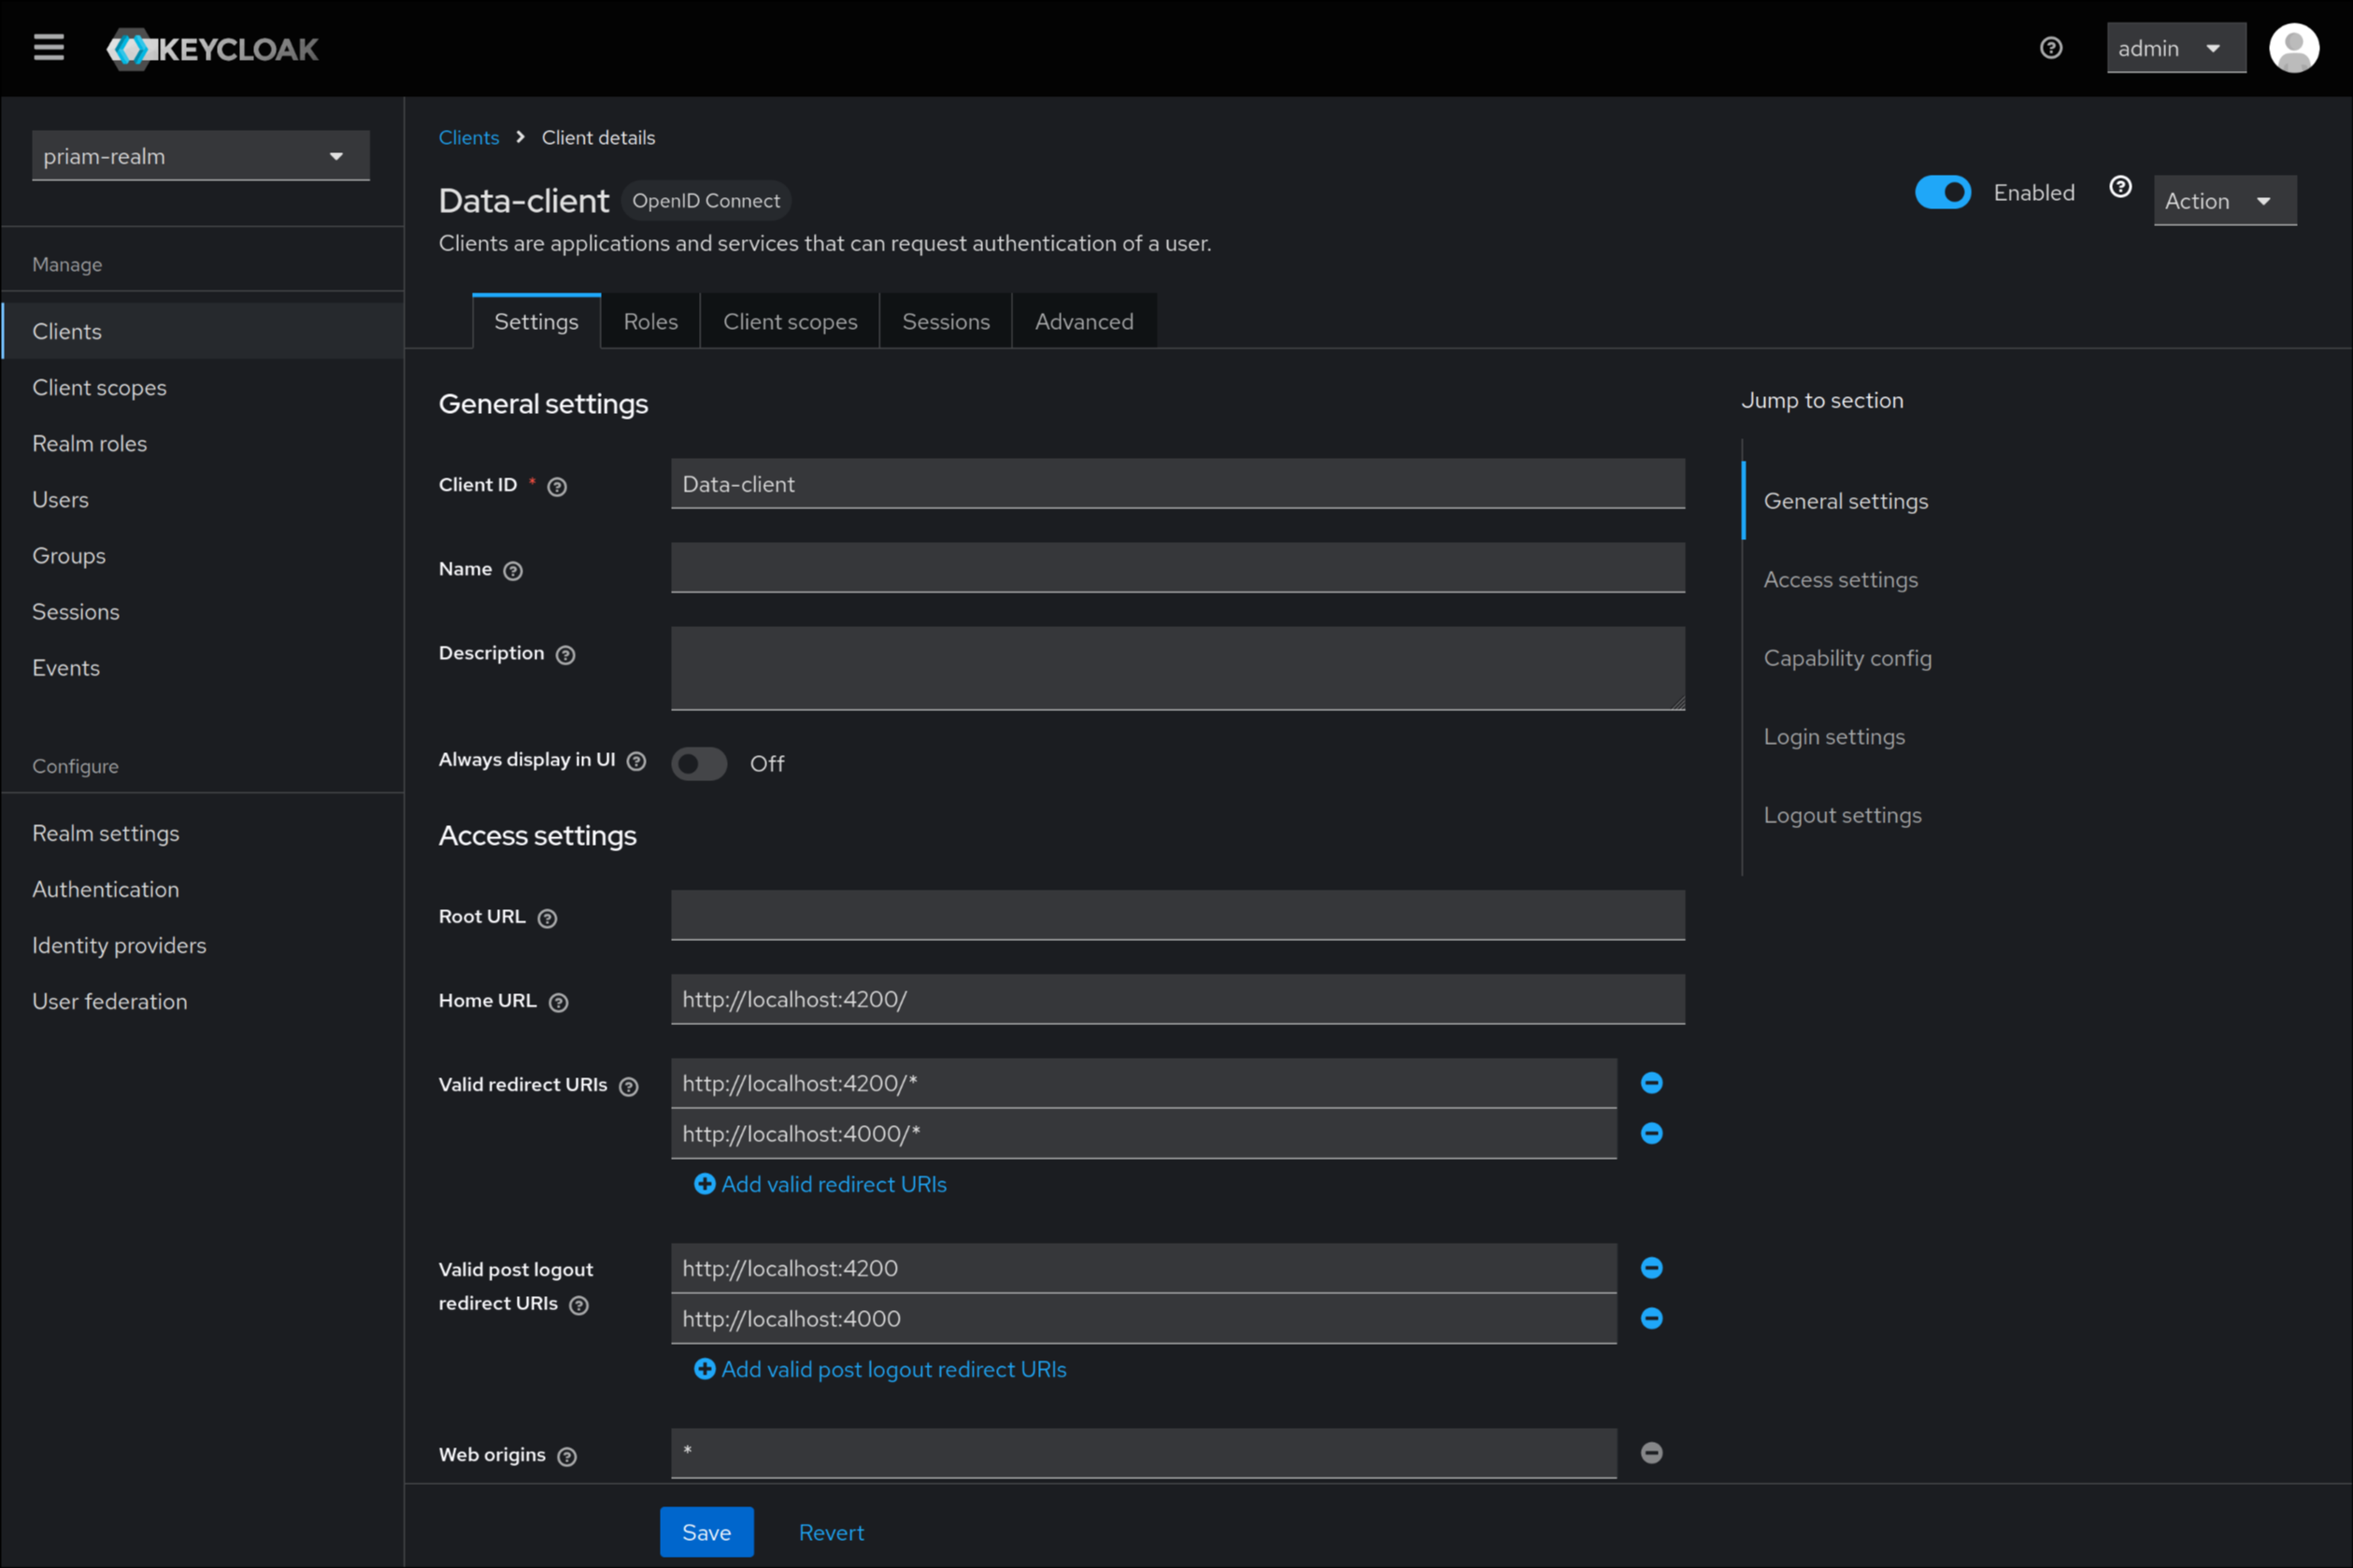 KEYCLOAK
admin
priam-realm
Manage
Clients
Client scopes
Realm roles
Users
Groups
Sessions
Events
Configure
Realm settings
Authentication
Identity providers
User federation
Clients Client details
Data-client OpenID Connect
Enabled
Action
Clients are applications and services that can request authentication of a user.
Settings Roles Client scopes Sessions Advanced
General settings
Client ID * Data-client
Name
Description
Always display in UI Off
Access settings
Root URL
Home URL http://localhost:4200/
Valid redirect URIs http://localhost:4200/*
http://localhost:4000/*
Add valid redirect URIs
Valid post logout redirect URIs
http://localhost:4200
http://localhost:4000
Add valid post logout redirect URIs
Web origins *
Save Revert
Jump to section
General settings
Access settings
Capability config
Login settings
Logout settings